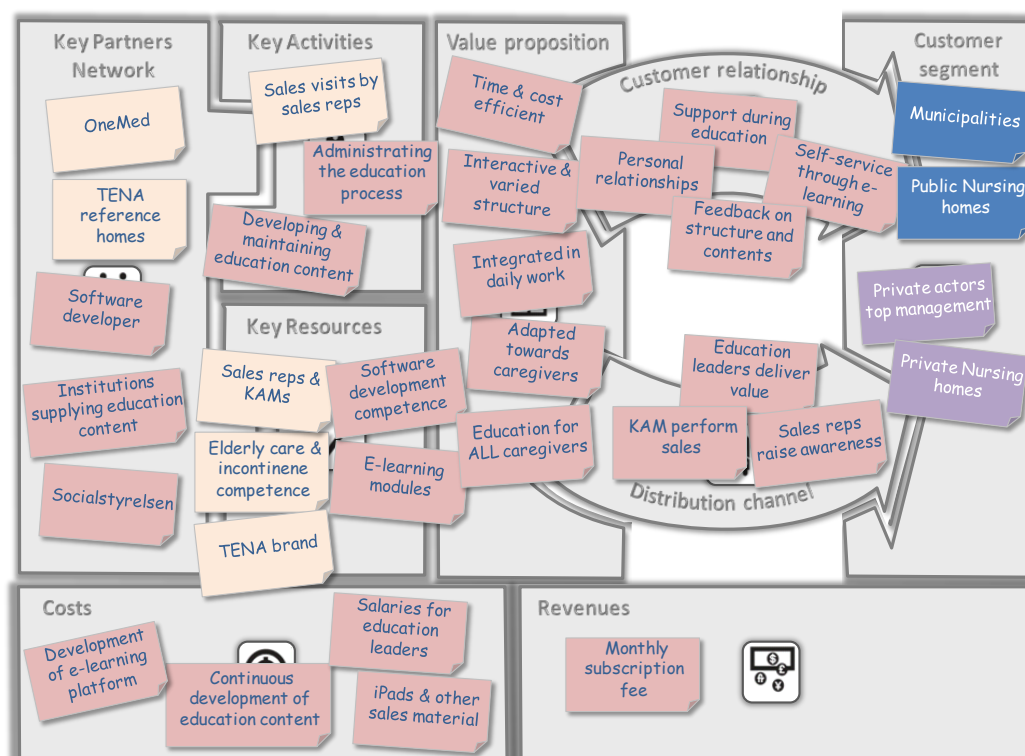 Key Partners
Network
OneMed
TENA
reference
homes
Software
developer
Institutions
supplying education
content
Socialstyrelsen
Key Activities
Sales visits by
sales reps
Administrating
the education
process
Developing &
maintaining
education content
Key Resources
Sales reps &
KAMs
Software
development
competence
Elderly care &
incontinene
competence
E-learning
modules
TENA brand
Value proposition
Time & cost
efficient
Interactive &
varied
structure
Integrated in
daily work
Adapted
towards
caregivers
Education for
ALL caregivers
Customer relationship
Support during
education
Personal
relationships
Self-service
through e-
learning
Feedback on
structure and
contents
Education
leaders deliver
value
KAM perform
sales
Sales reps
raise awareness
Distribution channel
Customer
segment
Municipalities
Public Nursing
homes
Private actors
top management
Private Nursing
homes
Costs
Development
of e-learning
platform
Continuous
development of
education content
Salaries for
education
leaders
iPads & other
sales material
Revenues
Monthly
subscription
fee